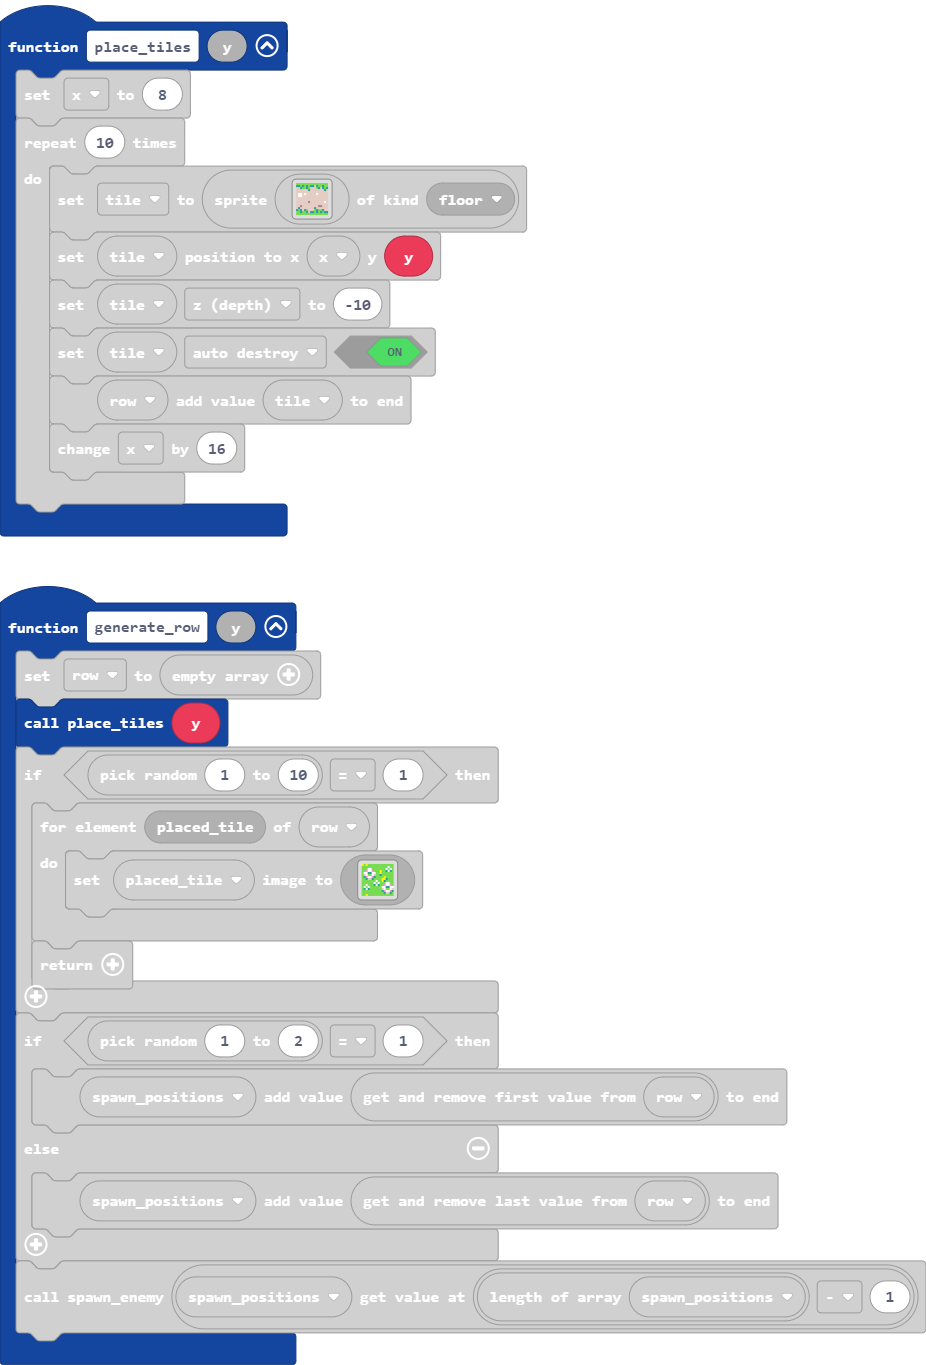 function place_tiles y
set x to 8
repeat 10 times
do
set tile to sprite of kind floor
set tile position to x x y y
set tile z (depth) to -10
set tile auto destroy ON
row add value tile to end
change x by 16
function generate_row y
set row to empty array
call place_tiles y
if pick random 1 to 10 = 1 then
for element placed_tile of row
do
set placed_tile image to
return
if pick random 1 to 2 = 1 then
spawn_positions add value get and remove first value from row to end
else
spawn_positions add value get and remove last value from row to end
call spawn_enemy spawn_positions get value at length of array spawn_positions - 1